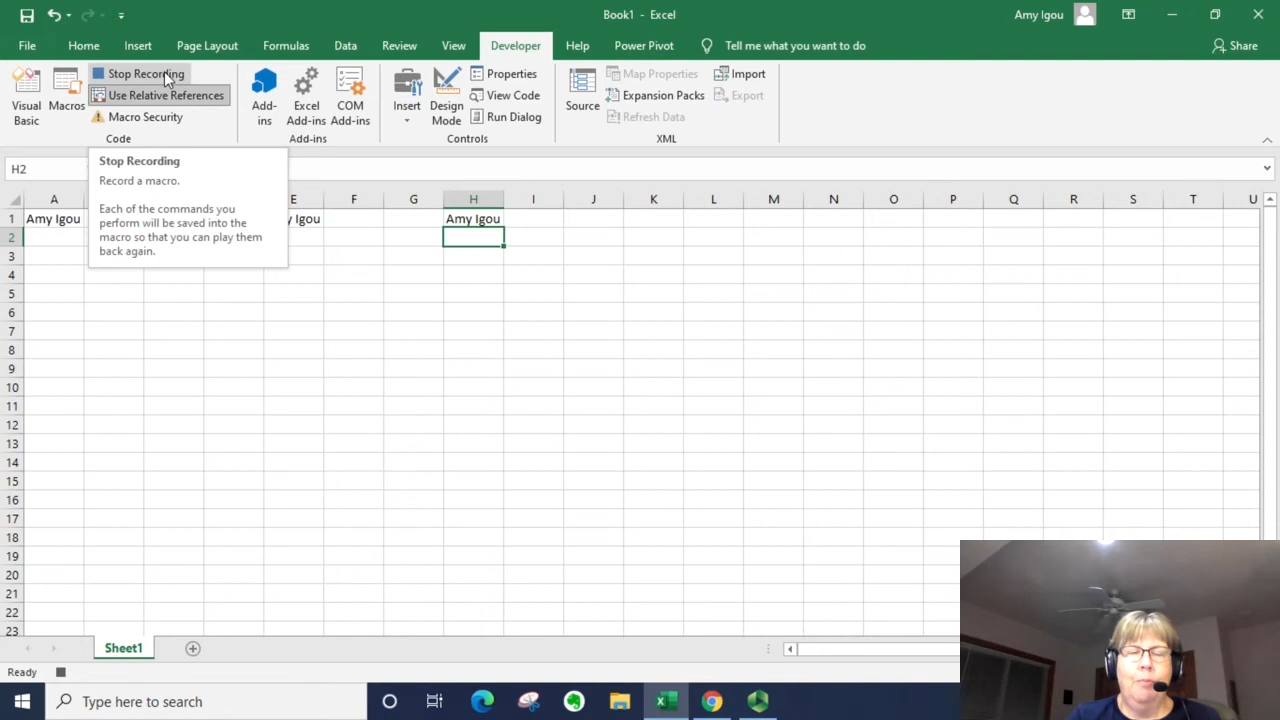 Book1 - Excel
Amy Igou
File Home Insert Page Layout Formulas Data Review View Developer Help Power Pivot Tell me what you want to do Share
Visual Basic
Macros
Stop Recording
Use Relative References
Macro Security
Code
Add-ins
Excel Add-ins
COM Add-ins
Add-ins
Insert
Design Mode
Properties
View Code
Run Dialog
Controls
Source
Map Properties
Expansion Packs
Refresh Data
Import
Export
XML
H2
Stop Recording
Record a macro.
Each of the commands you
perform will be saved into the
macro so that you can play them
back again.
A E F G H I J K L M N O P Q R S T U
1 Amy Igou y Igou Amy Igou
2
3
4
5
6
7
8
9
10
11
12
13
14
15
16
17
18
19
20
21
22
23
Sheet1
Ready
Type here to search